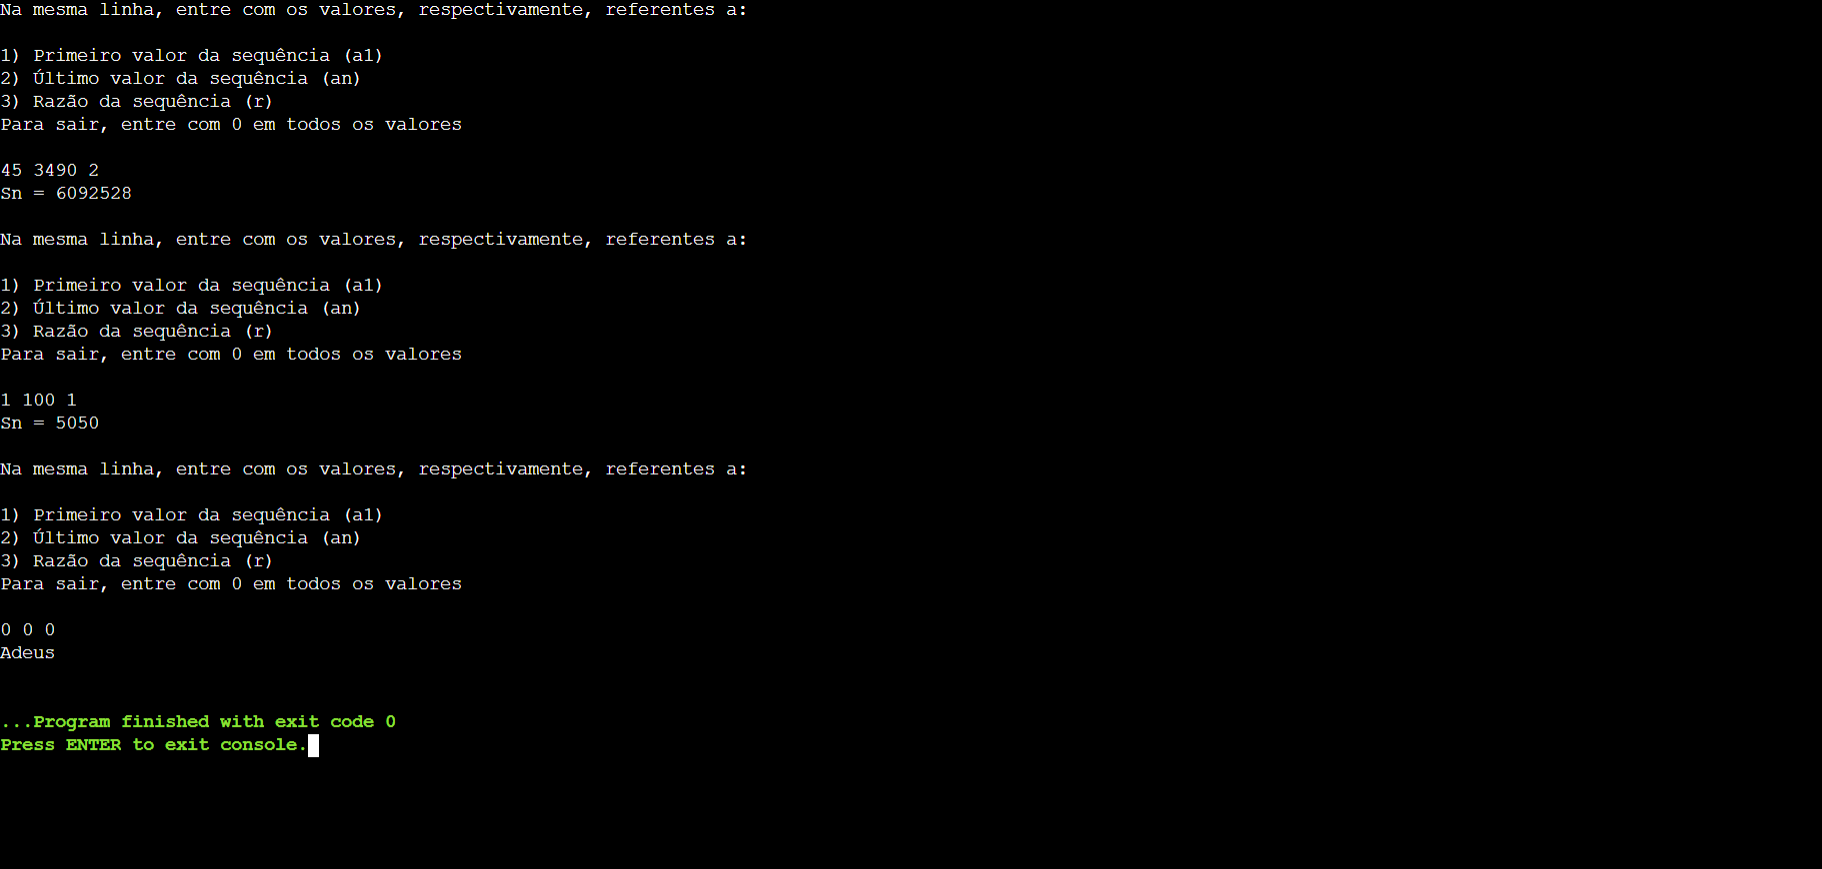 Na mesma linha, entre com os valores, respectivamente, referentes a:
1) Primeiro valor da sequência (a1)
2) Último valor da sequência (an)
3) Razão da sequência (r)
Para sair, entre com 0 em todos os valores
45 3490 2
Sn = 6092528
Na mesma linha, entre com os valores, respectivamente, referentes a:
1) Primeiro valor da sequência (a1)
2) Último valor da sequência (an)
3) Razão da sequência (r)
Para sair, entre com 0 em todos os valores
1 100 1
Sn = 5050
Na mesma linha, entre com os valores, respectivamente, referentes a:
1) Primeiro valor da sequência (a1)
2) Último valor da sequência (an)
3) Razão da sequência (r)
Para sair, entre com 0 em todos os valores
0 0 0
Adeus
...Program finished with exit code 0
Press ENTER to exit console.